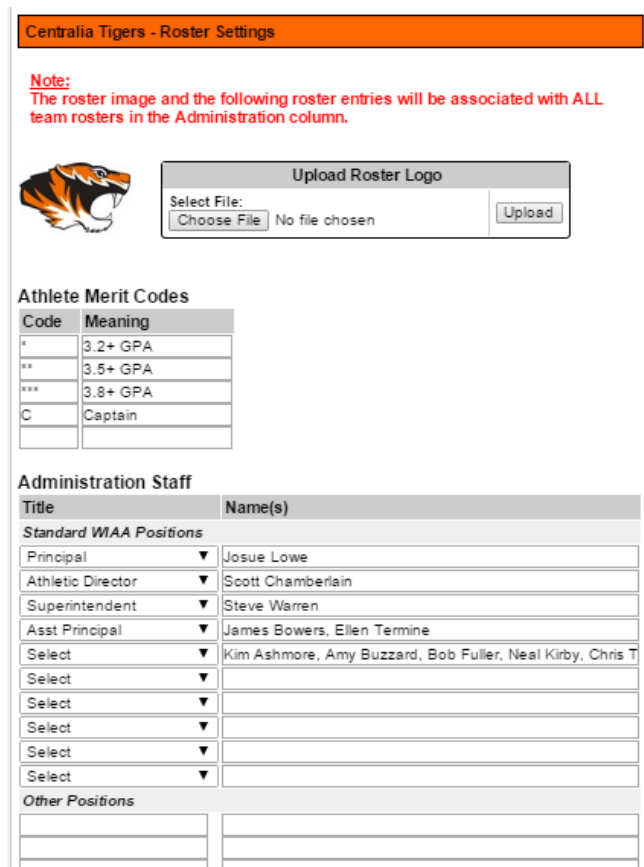 Centralia Tigers - Roster Settings
Note:
The roster image and the following roster entries will be associated with ALL
team rosters in the Administration column.
Upload Roster Logo
Select File:
Choose File No file chosen
Upload
Athlete Merit Codes
Code Meaning
* 3.2+ GPA
** 3.5+ GPA
*** 3.8+ GPA
C Captain
Administration Staff
Title Name(s)
Standard WIAA Positions
Principal Josue Lowe
Athletic Director Scott Chamberlain
Superintendent Steve Warren
Asst Principal James Bowers, Ellen Termine
Select Kim Ashmore, Amy Buzzard, Bob Fuller, Neal Kirby, Chris T
Select
Select
Select
Select
Select
Other Positions